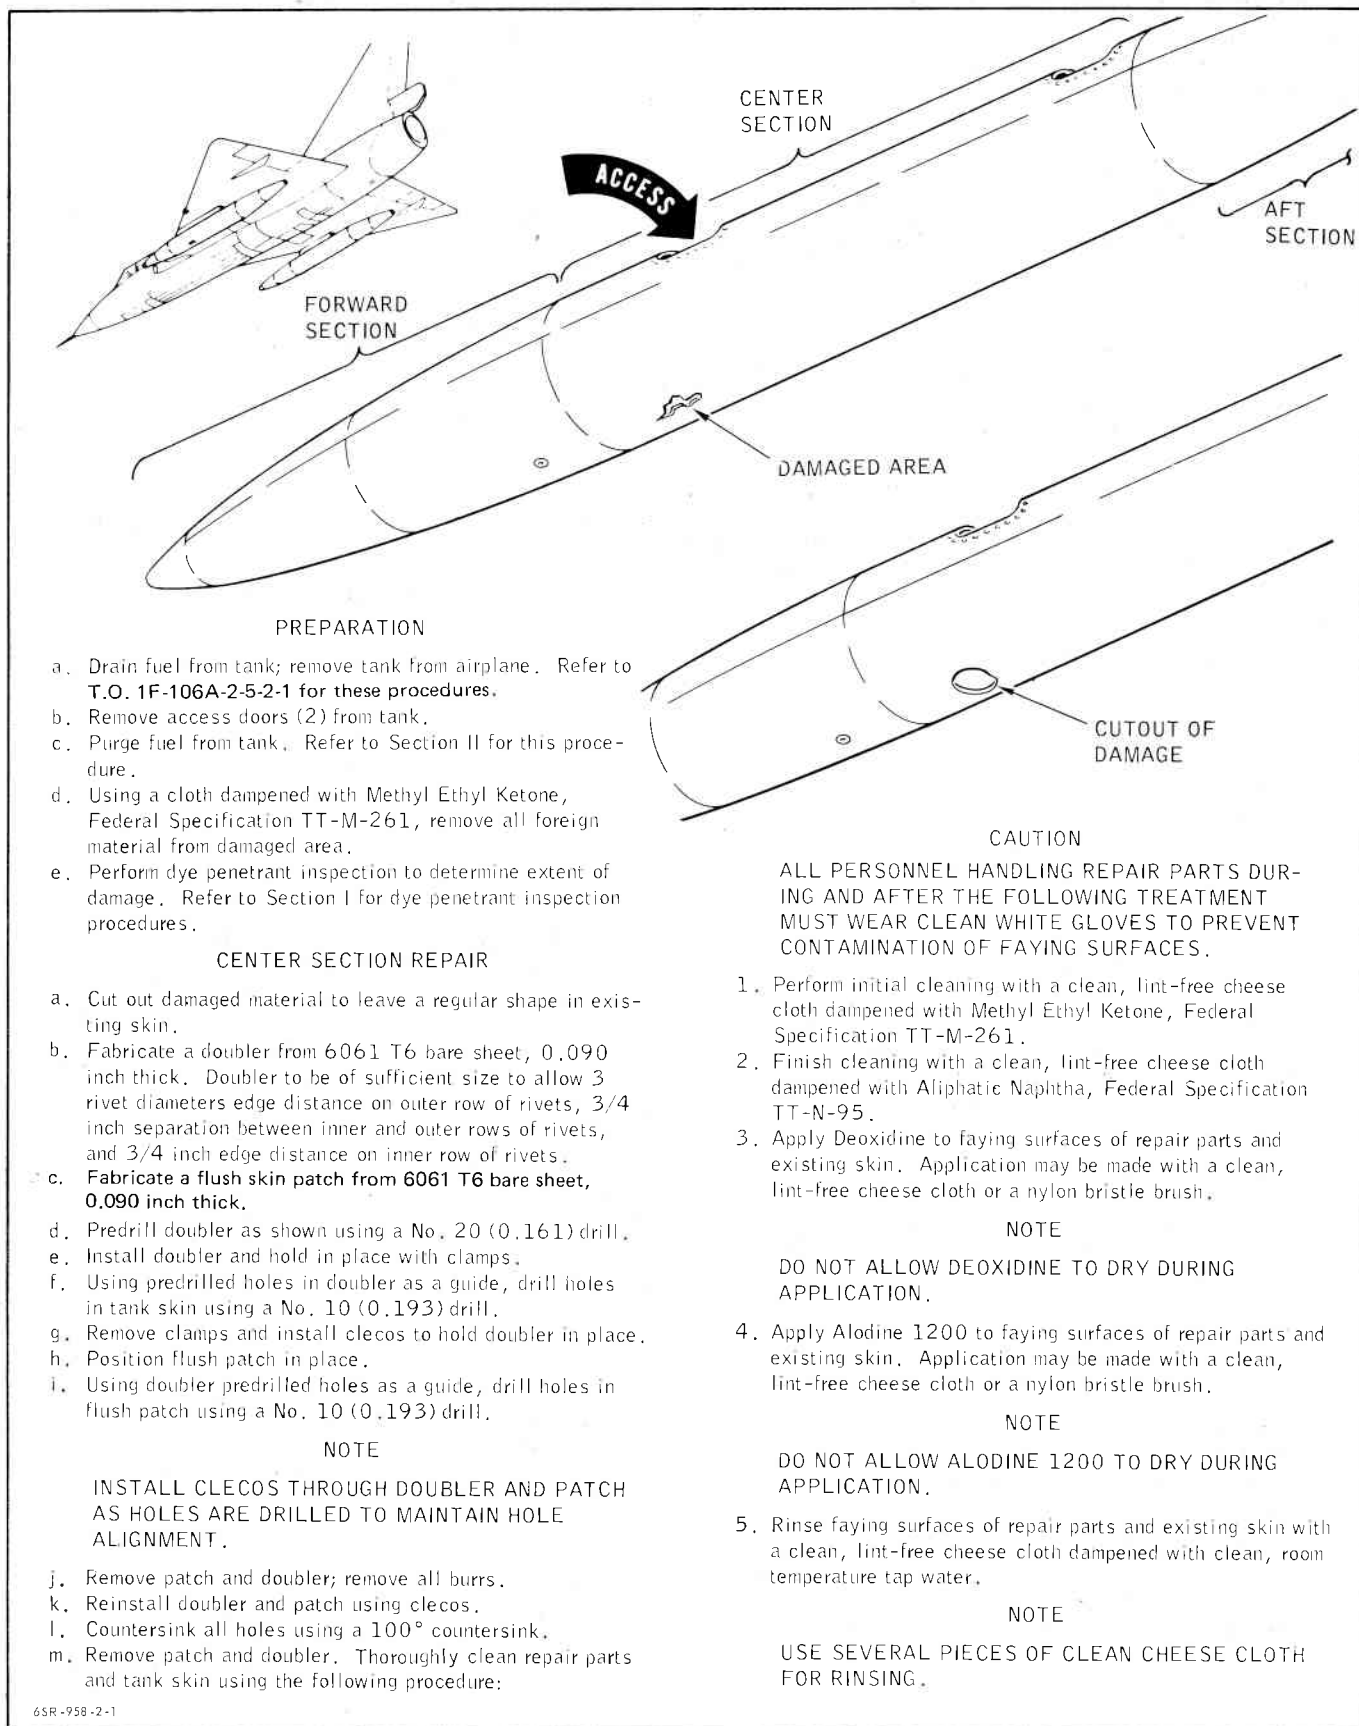 CENTER
SECTION
ACCESS
AFT
SECTION
FORWARD
SECTION
DAMAGED AREA
CUTOUT OF
DAMAGE
PREPARATION
a. Drain fuel from tank; remove tank from airplane. Refer to
T.O. 1F-106A-2-5-2-1 for these procedures.
b. Remove access doors (2) from tank.
c. Purge fuel from tank. Refer to Section II for this proce-
dure.
d. Using a cloth dampened with Methyl Ethyl Ketone,
Federal Specification TT-M-261, remove all foreign
material from damaged area.
e. Perform dye penetrant inspection to determine extent of
damage. Refer to Section I for dye penetrant inspection
procedures.
CENTER SECTION REPAIR
a. Cut out damaged material to leave a regular shape in exis-
ting skin.
b. Fabricate a doubler from 6061 T6 bare sheet, 0.090
inch thick. Doubler to be of sufficient size to allow 3
rivet diameters edge distance on outer row of rivets, 3/4
inch separation between inner and outer rows of rivets,
and 3/4 inch edge distance on inner row of rivets.
c. Fabricate a flush skin patch from 6061 T6 bare sheet,
0.090 inch thick.
d. Predrill doubler as shown using a No. 20 (0.161) drill.
e. Install doubler and hold in place with clamps.
f. Using predrilled holes in doubler as a guide, drill holes
in tank skin using a No. 10 (0.193) drill.
g. Remove clamps and install clecos to hold doubler in place.
h. Position flush patch in place.
i. Using doubler predrilled holes as a guide, drill holes in
flush patch using a No. 10 (0.193) drill.
NOTE
INSTALL CLECOS THROUGH DOUBLER AND PATCH
AS HOLES ARE DRILLED TO MAINTAIN HOLE
ALIGNMENT.
j. Remove patch and doubler; remove all burrs.
k. Reinstall doubler and patch using clecos.
l. Countersink all holes using a 100° countersink.
m. Remove patch and doubler. Thoroughly clean repair parts
and tank skin using the following procedure:
CAUTION
ALL PERSONNEL HANDLING REPAIR PARTS DUR-
ING AND AFTER THE FOLLOWING TREATMENT
MUST WEAR CLEAN WHITE GLOVES TO PREVENT
CONTAMINATION OF FAYING SURFACES.
1. Perform initial cleaning with a clean, lint-free cheese
cloth dampened with Methyl Ethyl Ketone, Federal
Specification TT-M-261.
2. Finish cleaning with a clean, lint-free cheese cloth
dampened with Aliphatic Naphtha, Federal Specification
TT-N-95.
3. Apply Deoxidine to faying surfaces of repair parts and
existing skin. Application may be made with a clean,
lint-free cheese cloth or a nylon bristle brush.
NOTE
DO NOT ALLOW DEOXIDINE TO DRY DURING
APPLICATION.
4. Apply Alodine 1200 to faying surfaces of repair parts and
existing skin. Application may be made with a clean,
lint-free cheese cloth or a nylon bristle brush.
NOTE
DO NOT ALLOW ALODINE 1200 TO DRY DURING
APPLICATION.
5. Rinse faying surfaces of repair parts and existing skin with
a clean, lint-free cheese cloth dampened with clean, room
temperature tap water.
NOTE
USE SEVERAL PIECES OF CLEAN CHEESE CLOTH
FOR RINSING.
6SR-958-2-1